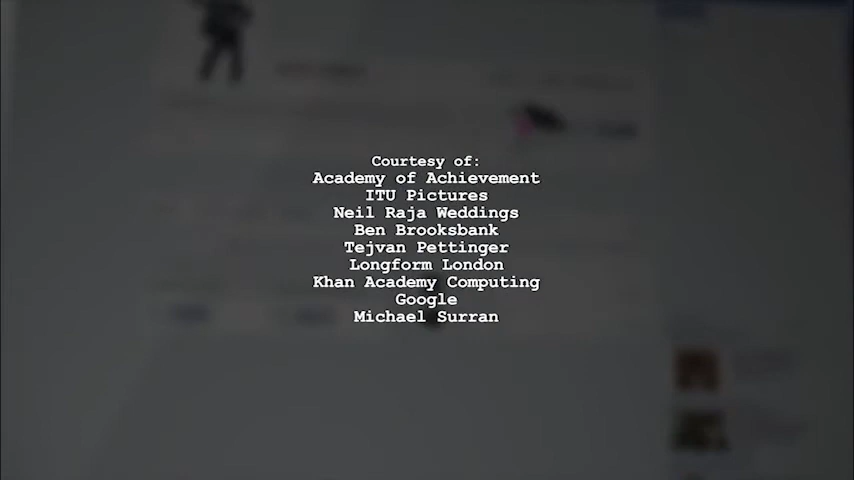 Courtesy of:
Academy of Achievement
ITU Pictures
Neil Raja Weddings
Ben Brooksbank
Tejvan Pettinger
Longform London
Khan Academy Computing
Google
Michael Surran